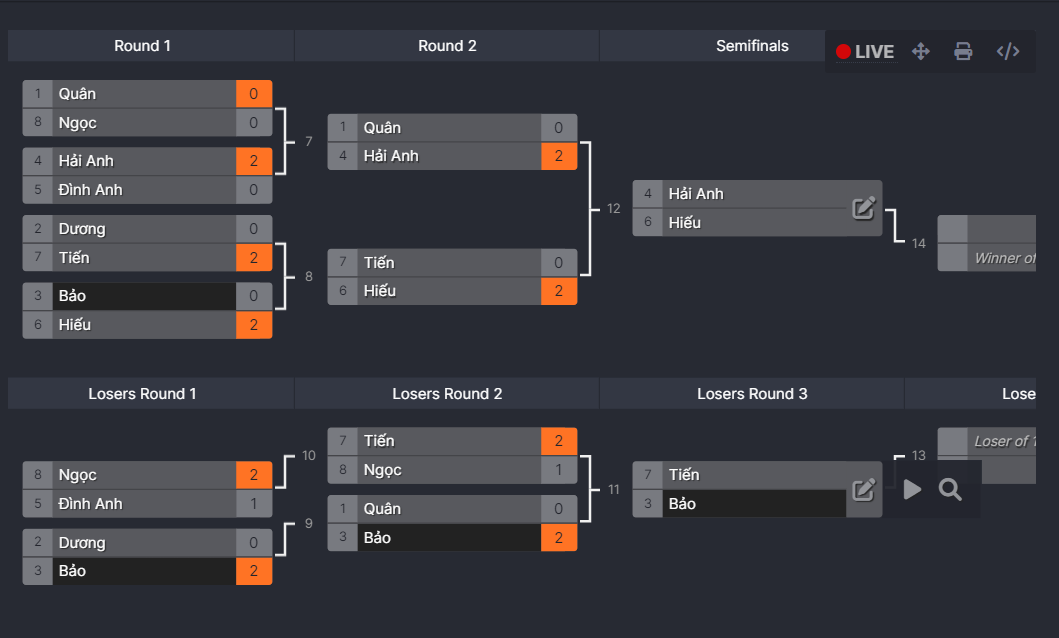 Round 1
Round 2
Semifinals
LIVE
1 Quân 0
8 Ngọc 0
4 Hải Anh 2
5 Đình Anh 0
7
2 Dương 0
7 Tiến 2
3 Bảo 0
6 Hiếu 2
8
1 Quân 0
4 Hải Anh 2
7 Tiến 0
6 Hiếu 2
12
4 Hải Anh
6 Hiếu
14
Winner of
Losers Round 1
Losers Round 2
Losers Round 3
Lose
8 Ngọc 2
5 Đình Anh 1
10
2 Dương 0
3 Bảo 2
9
7 Tiến 2
8 Ngọc 1
1 Quân 0
3 Bảo 2
11
7 Tiến
3 Bảo
13
Loser of 1